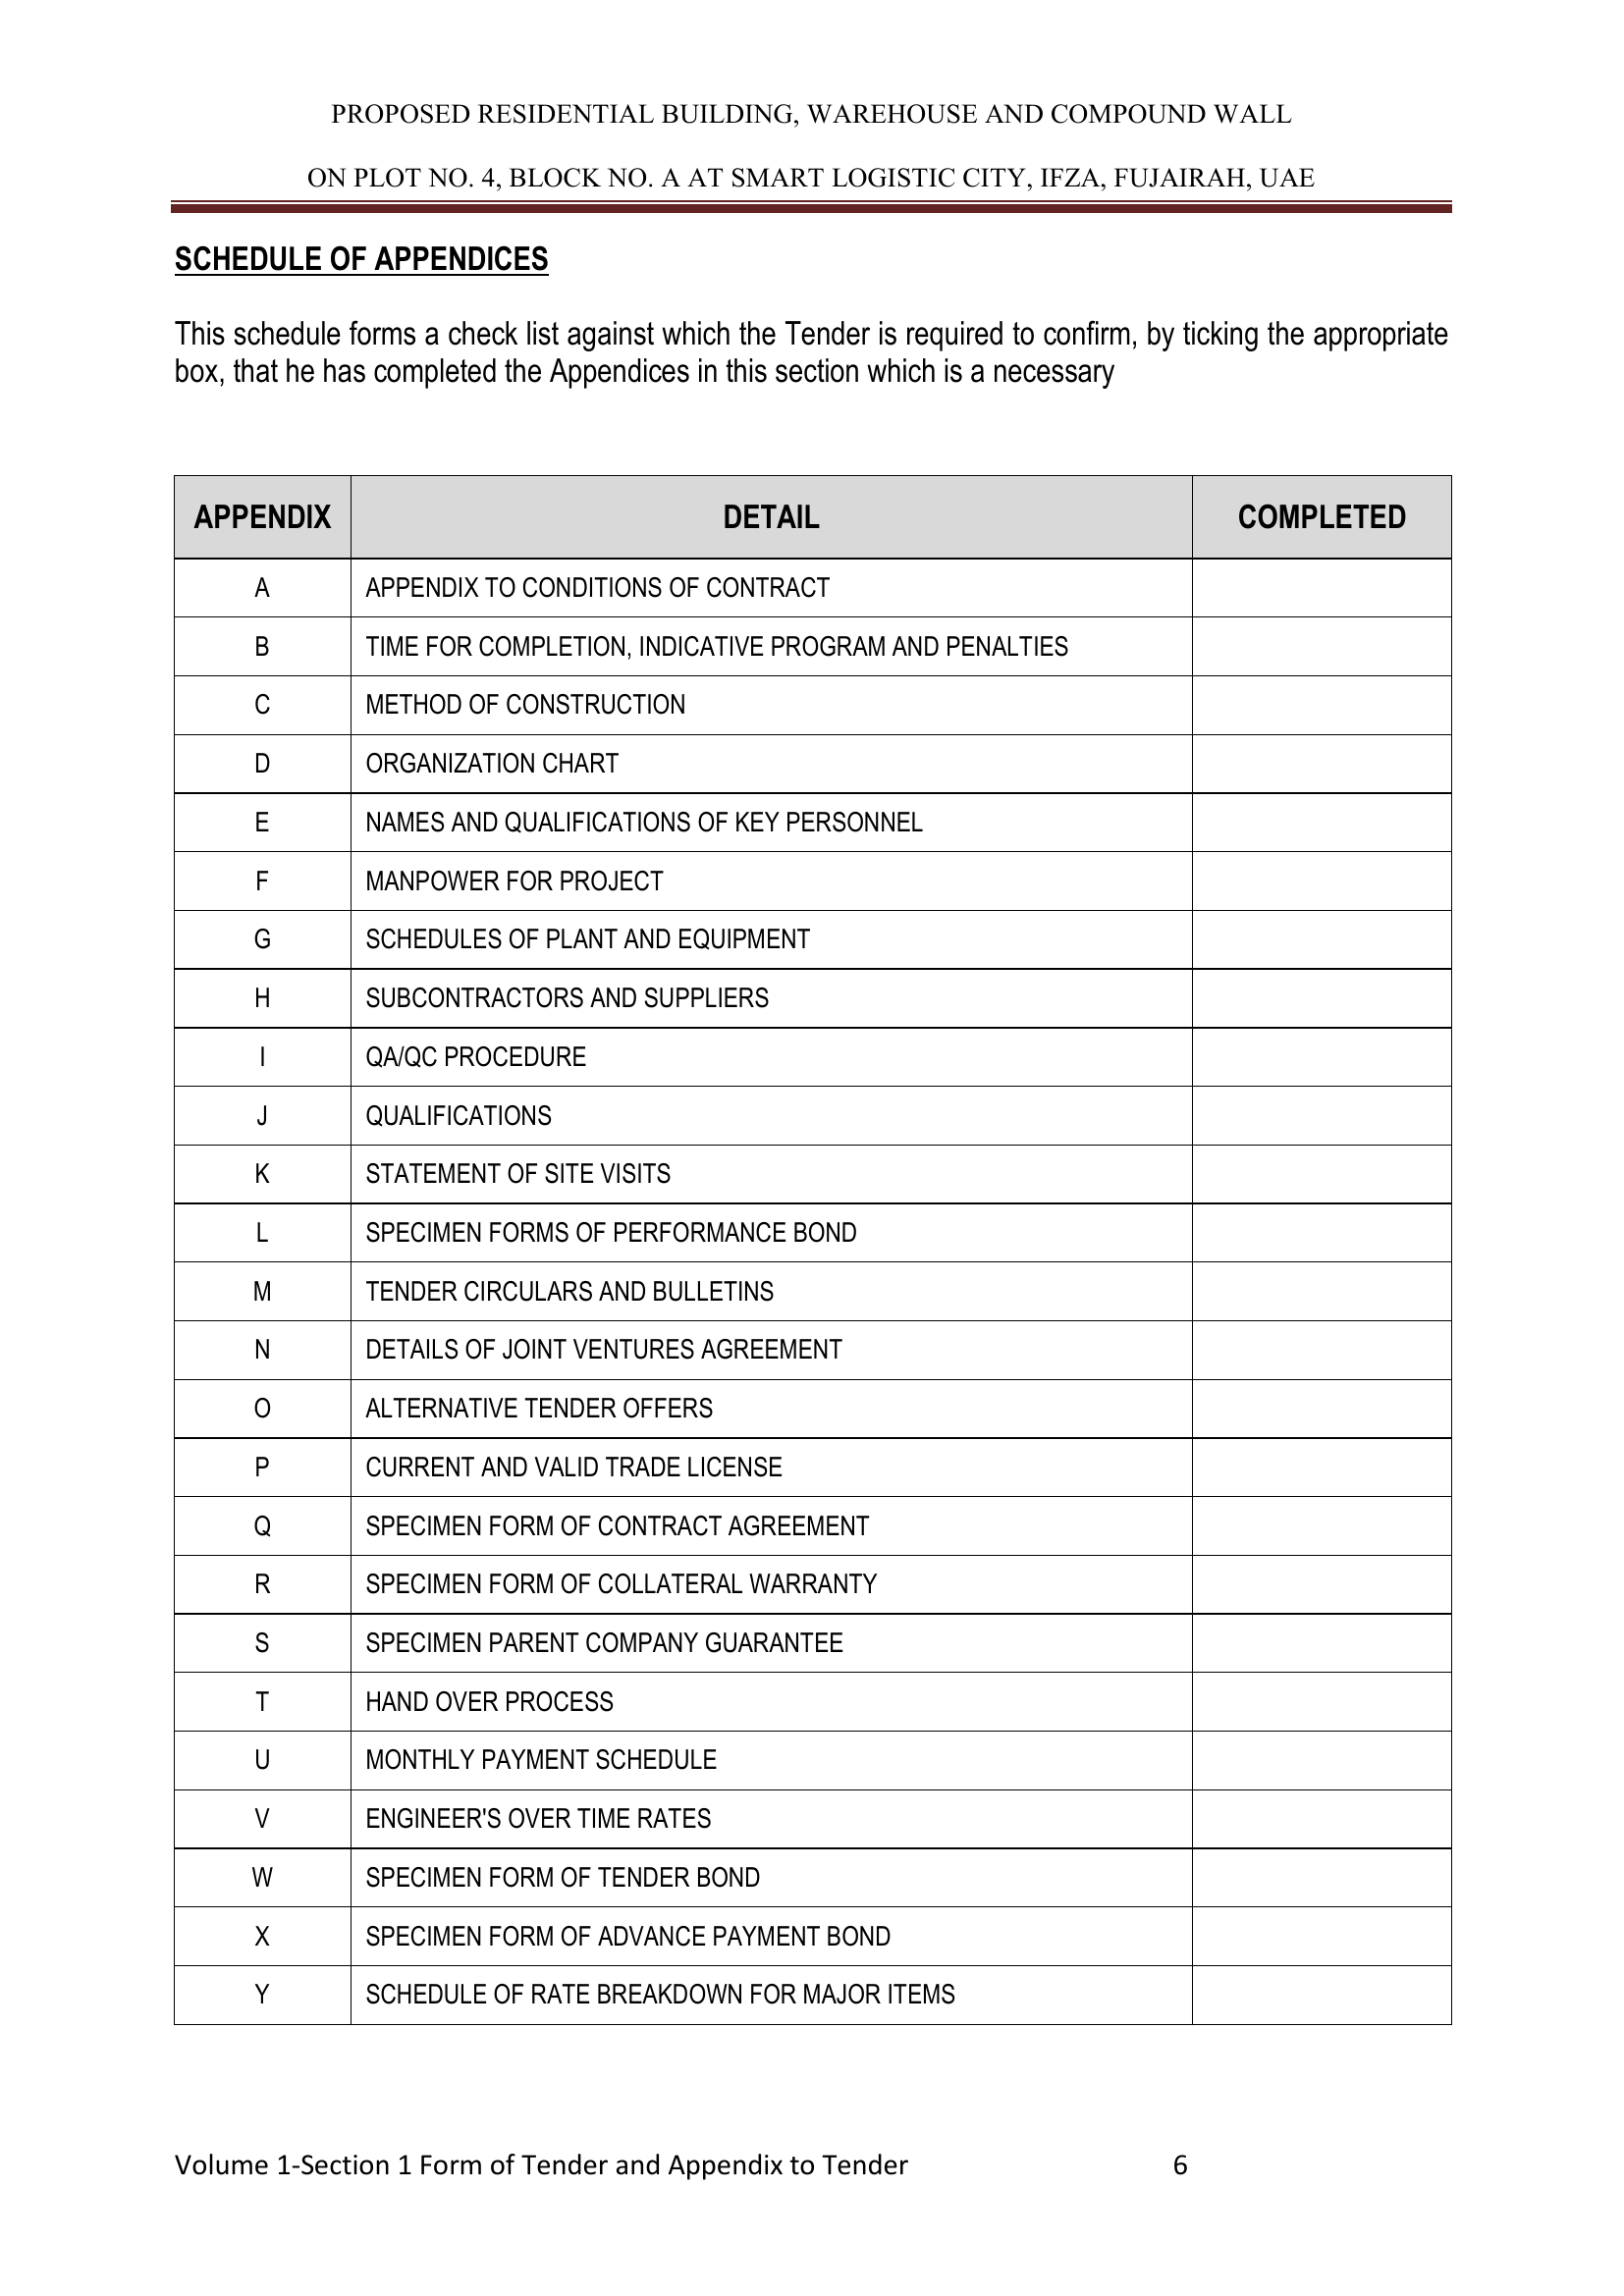 PROPOSED RESIDENTIAL BUILDING, WAREHOUSE AND COMPOUND WALL
ON PLOT NO. 4, BLOCK NO. A AT SMART LOGISTIC CITY, IFZA, FUJAIRAH, UAE
SCHEDULE OF APPENDICES
This schedule forms a check list against which the Tender is required to confirm, by ticking the appropriate
box, that he has completed the Appendices in this section which is a necessary
APPENDIX DETAIL COMPLETED
A APPENDIX TO CONDITIONS OF CONTRACT
B TIME FOR COMPLETION, INDICATIVE PROGRAM AND PENALTIES
C METHOD OF CONSTRUCTION
D ORGANIZATION CHART
E NAMES AND QUALIFICATIONS OF KEY PERSONNEL
F MANPOWER FOR PROJECT
G SCHEDULES OF PLANT AND EQUIPMENT
H SUBCONTRACTORS AND SUPPLIERS
I QA/QC PROCEDURE
J QUALIFICATIONS
K STATEMENT OF SITE VISITS
L SPECIMEN FORMS OF PERFORMANCE BOND
M TENDER CIRCULARS AND BULLETINS
N DETAILS OF JOINT VENTURES AGREEMENT
O ALTERNATIVE TENDER OFFERS
P CURRENT AND VALID TRADE LICENSE
Q SPECIMEN FORM OF CONTRACT AGREEMENT
R SPECIMEN FORM OF COLLATERAL WARRANTY
S SPECIMEN PARENT COMPANY GUARANTEE
T HAND OVER PROCESS
U MONTHLY PAYMENT SCHEDULE
V ENGINEER'S OVER TIME RATES
W SPECIMEN FORM OF TENDER BOND
X SPECIMEN FORM OF ADVANCE PAYMENT BOND
Y SCHEDULE OF RATE BREAKDOWN FOR MAJOR ITEMS
Volume 1-Section 1 Form of Tender and Appendix to Tender 6